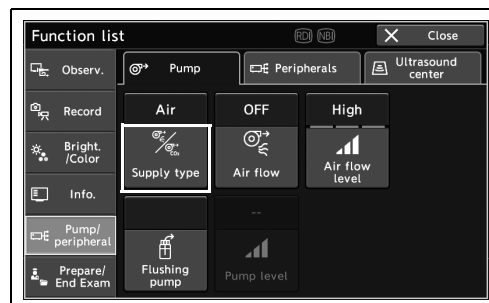 Function list
RDI NBI
Close
Observ.
Record
Bright.
/Color
Info.
Pump/
peripheral
Prepare/
End Exam
Pump
Peripherals
Ultrasound
center
Air
OFF
High
CO₂
Supply type
Air flow
Air flow
level
--
Flushing
pump
Pump level